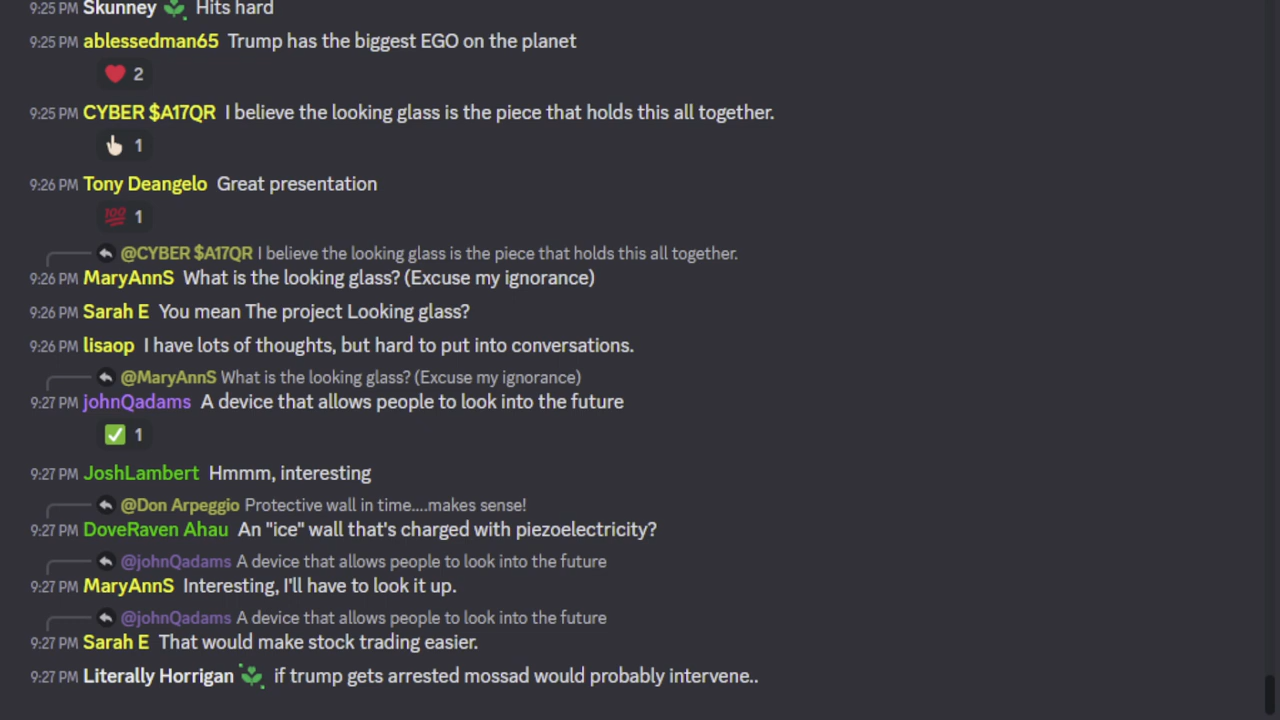 9:25 PM Skunney Hits hard
9:25 PM ablessedman65 Trump has the biggest EGO on the planet
2
9:25 PM CYBER $A17QR I believe the looking glass is the piece that holds this all together.
1
9:26 PM Tony Deangelo Great presentation
100 1
@CYBER $A17QR I believe the looking glass is the piece that holds this all together.
9:26 PM MaryAnnS What is the looking glass? (Excuse my ignorance)
9:26 PM Sarah E You mean The project Looking glass?
9:26 PM lisaop I have lots of thoughts, but hard to put into conversations.
@MaryAnnS What is the looking glass? (Excuse my ignorance)
9:27 PM johnQadams A device that allows people to look into the future
1
9:27 PM JoshLambert Hmmm, interesting
@Don Arpeggio Protective wall in time....makes sense!
9:27 PM DoveRaven Ahau An "ice" wall that's charged with piezoelectricity?
@johnQadams A device that allows people to look into the future
9:27 PM MaryAnnS Interesting, I'll have to look it up.
@johnQadams A device that allows people to look into the future
9:27 PM Sarah E That would make stock trading easier.
9:27 PM Literally Horrigan if trump gets arrested mossad would probably intervene..